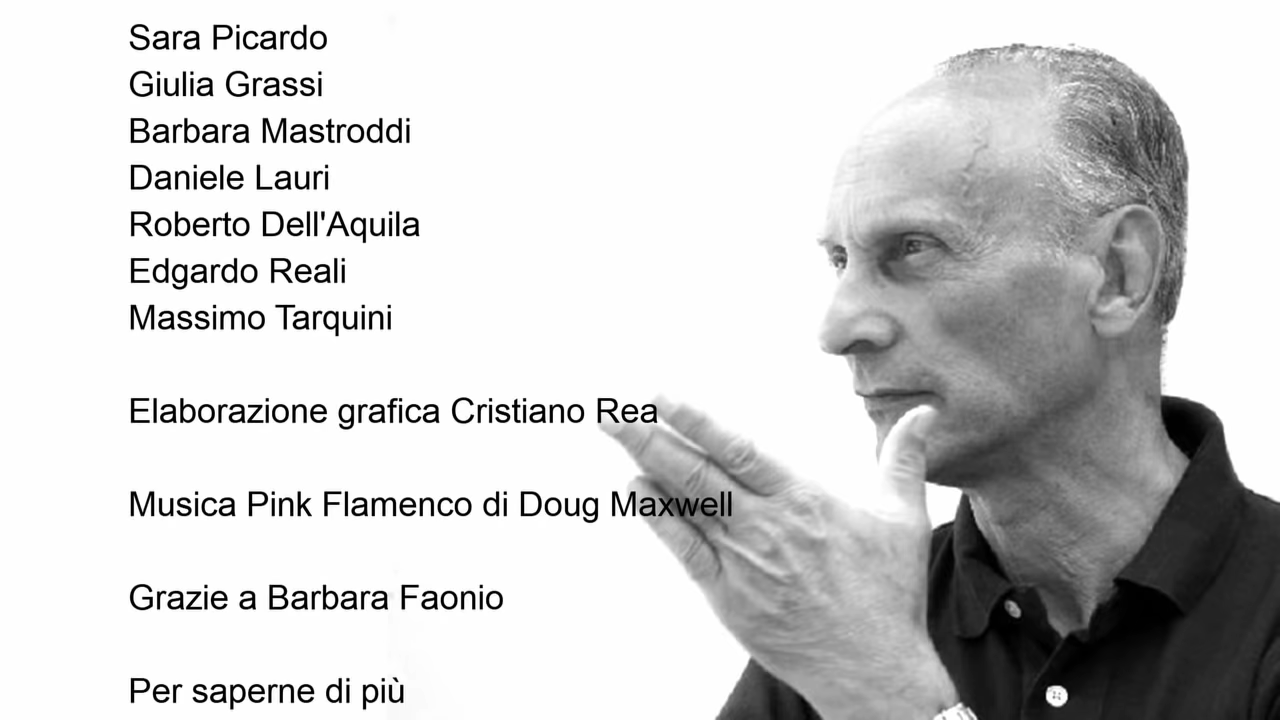 Sara Picardo
Giulia Grassi
Barbara Mastroddi
Daniele Lauri
Roberto Dell'Aquila
Edgardo Reali
Massimo Tarquini
Elaborazione grafica Cristiano Rea
Musica Pink Flamenco di Doug Maxwell
Grazie a Barbara Faonio
Per saperne di più